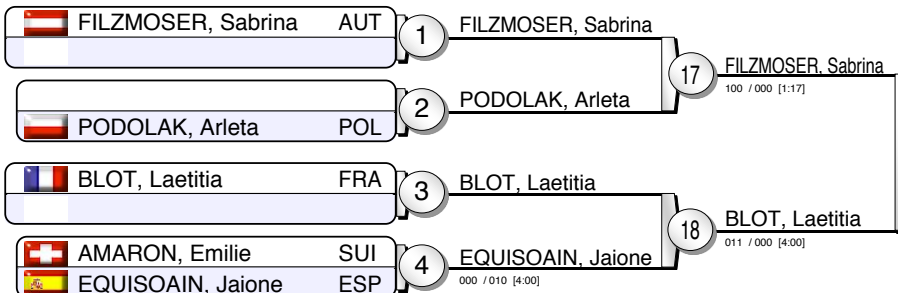 FILZMOSER, Sabrina AUT
1
FILZMOSER, Sabrina
17
FILZMOSER, Sabrina
100 / 000 [1:17]
2
PODOLAK, Arleta
PODOLAK, Arleta POL
BLOT, Laetitia FRA
3
BLOT, Laetitia
18
BLOT, Laetitia
011 / 000 [4:00]
AMARON, Emilie SUI
4
EQUISOAIN, Jaione
000 / 010 [4:00]
EQUISOAIN, Jaione ESP